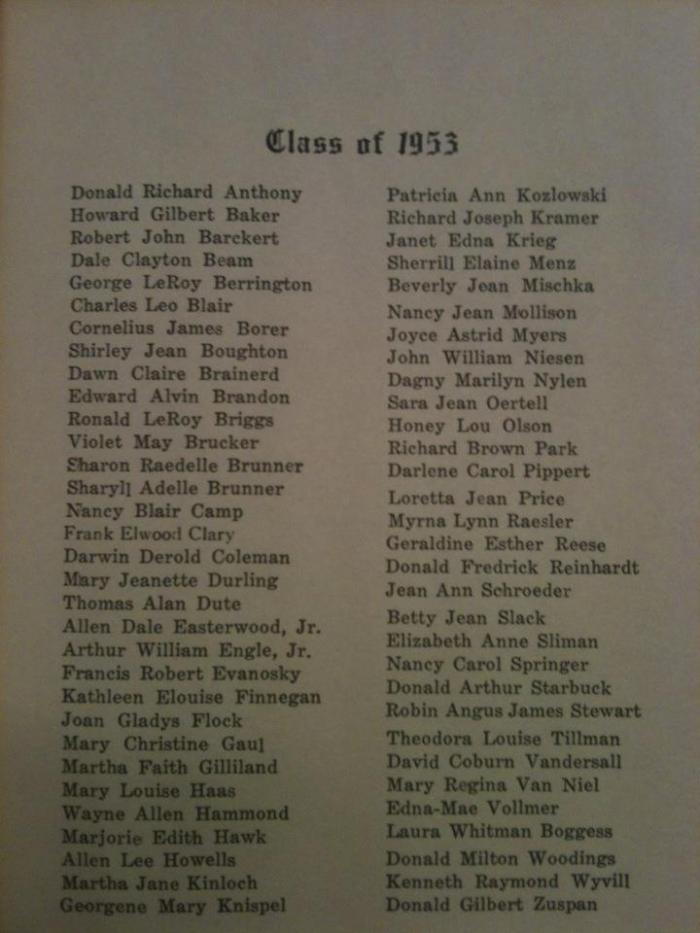 Class of 1953
Donald Richard Anthony
Howard Gilbert Baker
Robert John Barckert
Dale Clayton Beam
George LeRoy Berrington
Charles Leo Blair
Cornelius James Borer
Shirley Jean Boughton
Dawn Claire Brainerd
Edward Alvin Brandon
Ronald LeRoy Briggs
Violet May Brucker
Sharon Raedelle Brunner
Sharyll Adelle Brunner
Nancy Blair Camp
Frank Elwood Clary
Darwin Derold Coleman
Mary Jeanette Durling
Thomas Alan Dute
Allen Dale Easterwood, Jr.
Arthur William Engle, Jr.
Francis Robert Evanosky
Kathleen Elouise Finnegan
Joan Gladys Flock
Mary Christine Gaul
Martha Faith Gilliland
Mary Louise Haas
Wayne Allen Hammond
Marjorie Edith Hawk
Allen Lee Howells
Martha Jane Kinloch
Georgene Mary Knispel
Patricia Ann Kozlowski
Richard Joseph Kramer
Janet Edna Krieg
Sherrill Elaine Menz
Beverly Jean Mischka
Nancy Jean Mollison
Joyce Astrid Myers
John William Niesen
Dagny Marilyn Nylen
Sara Jean Oertell
Honey Lou Olson
Richard Brown Park
Darlene Carol Pippert
Loretta Jean Price
Myrna Lynn Raesler
Geraldine Esther Reese
Donald Fredrick Reinhardt
Jean Ann Schroeder
Betty Jean Slack
Elizabeth Anne Sliman
Nancy Carol Springer
Donald Arthur Starbuck
Robin Angus James Stewart
Theodora Louise Tillman
David Coburn Vandersall
Mary Regina Van Niel
Edna-Mae Vollmer
Laura Whitman Boggess
Donald Milton Woodings
Kenneth Raymond Wyvill
Donald Gilbert Zuspan